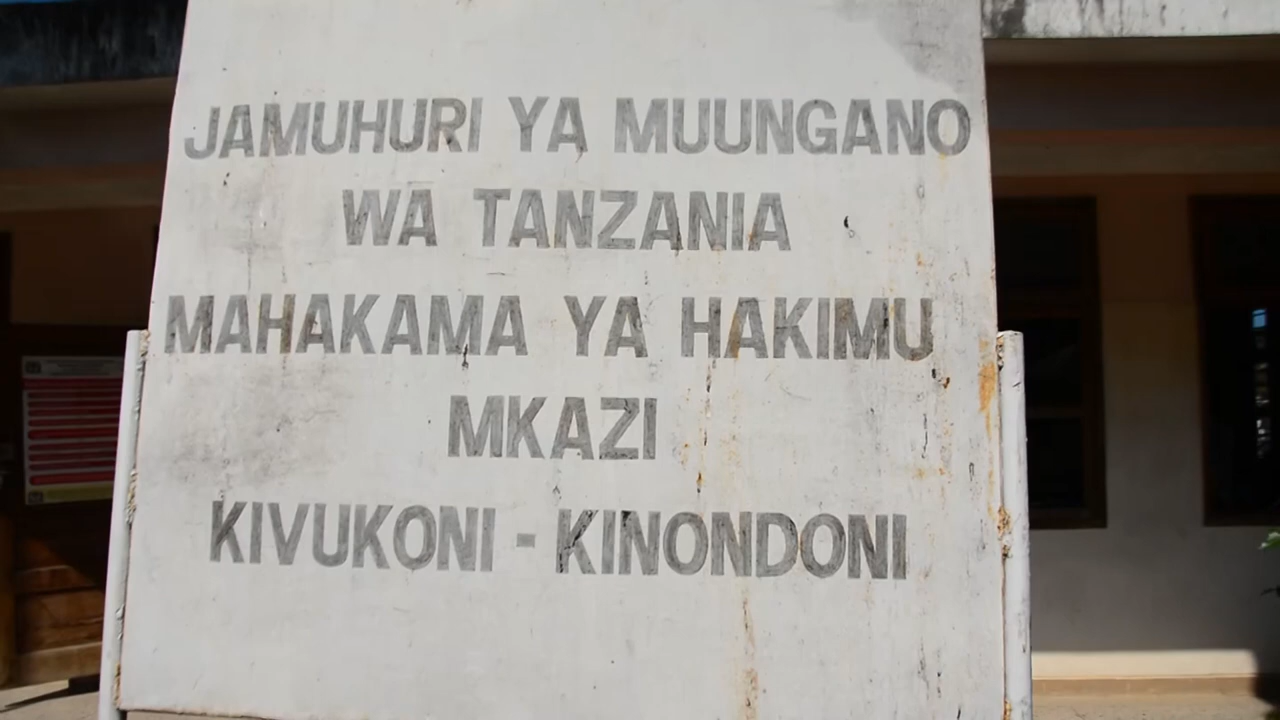 JAMUHURI YA MUUNGANO
WA TANZANIA
MAHAKAMA YA HAKIMU
MKAZI
KIVUKONI - KINONDONI